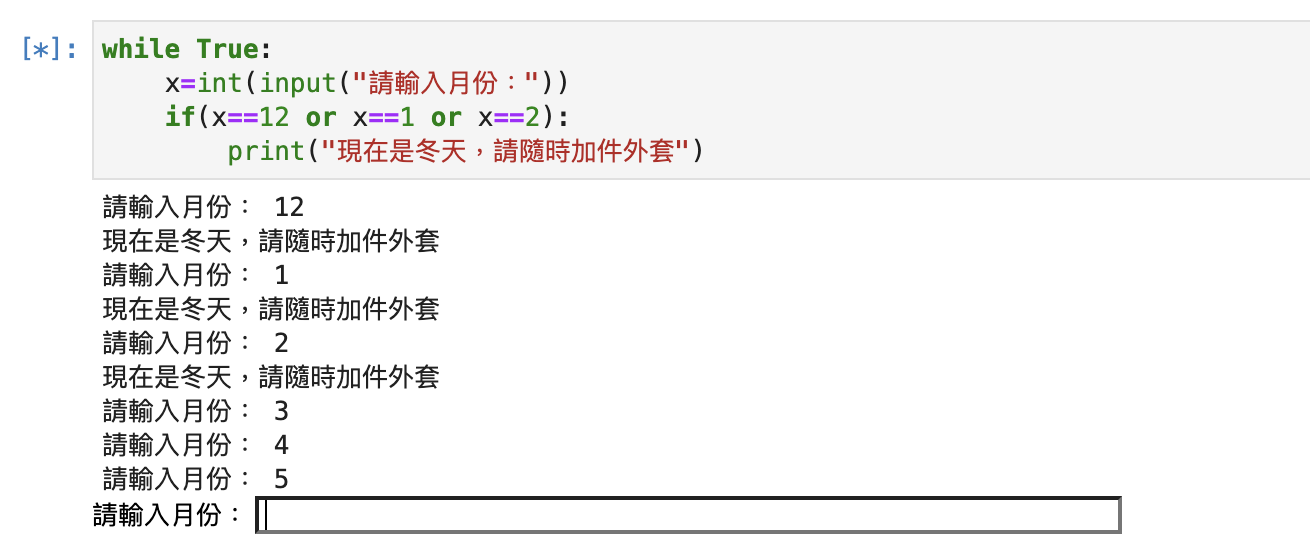 [*]: while True:
    x=int(input("請輸入月份："))
    if(x==12 or x==1 or x==2):
        print("現在是冬天，請隨時加件外套")
請輸入月份： 12
現在是冬天，請隨時加件外套
請輸入月份： 1
現在是冬天，請隨時加件外套
請輸入月份： 2
現在是冬天，請隨時加件外套
請輸入月份： 3
請輸入月份： 4
請輸入月份： 5
請輸入月份：